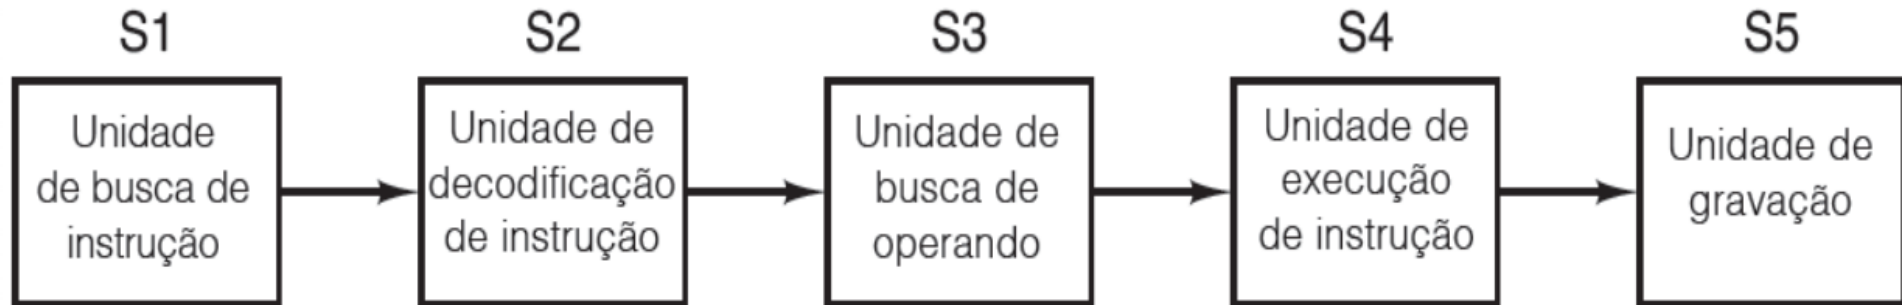 S1
Unidade
de busca de
instrução
S2
Unidade de
decodificação
de instrução
S3
Unidade de
busca de
operando
S4
Unidade de
execução
de instrução
S5
Unidade de
gravação